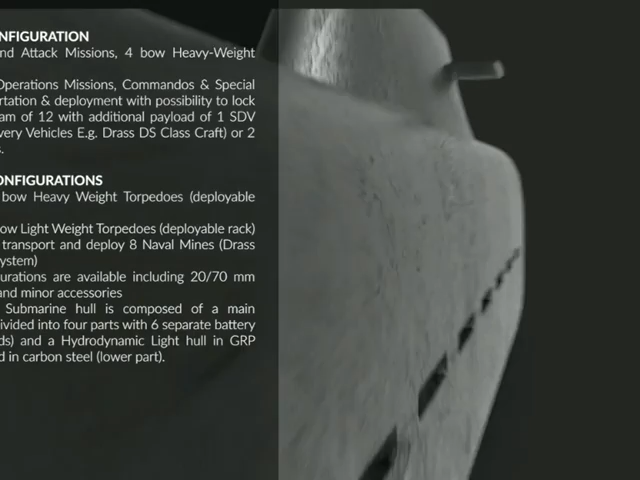 NFIGURATION
nd Attack Missions, 4 bow Heavy-Weight
Operations Missions, Commandos & Special
rtation & deployment with possibility to lock
am of 12 with additional payload of 1 SDV
very Vehicles E.g. Drass DS Class Craft) or 2
s.
ONFIGURATIONS
bow Heavy Weight Torpedoes (deployable
ow Light Weight Torpedoes (deployable rack)
transport and deploy 8 Naval Mines (Drass
ystem)
urations are available including 20/70 mm
and minor accessories
Submarine hull is composed of a main
ivided into four parts with 6 separate battery
ds) and a Hydrodynamic Light hull in GRP
d in carbon steel (lower part).